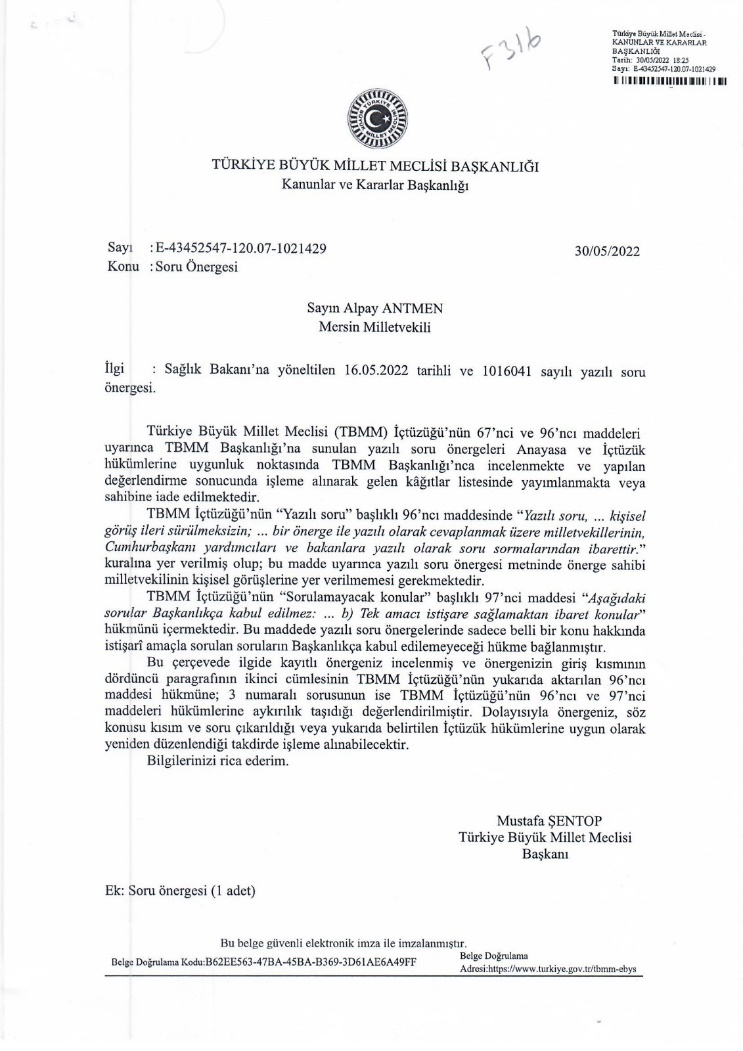 F316
Türkiye Büyük Millet Meclisi -
KANUNLAR VE KARARLAR
BAŞKANLIĞI
Tarih: 30/05/2022 18:25
Sayı: E-43452547-120.07-1021429
TÜRKİYE BÜYÜK MİLLET MECLİSİ BAŞKANLIĞI
Kanunlar ve Kararlar Başkanlığı
Sayı : E-43452547-120.07-1021429 30/05/2022
Konu : Soru Önergesi
Sayın Alpay ANTMEN
Mersin Milletvekili
İlgi : Sağlık Bakanı’na yöneltilen 16.05.2022 tarihli ve 1016041 sayılı yazılı soru
önergesi.
Türkiye Büyük Millet Meclisi (TBMM) İçtüzüğü’nün 67’nci ve 96’ncı maddeleri
uyarınca TBMM Başkanlığı’na sunulan yazılı soru önergeleri Anayasa ve İçtüzük
hükümlerine uygunluk noktasında TBMM Başkanlığı’nca incelenmekte ve yapılan
değerlendirme sonucunda işleme alınarak gelen kâğıtlar listesinde yayımlanmakta veya
sahibine iade edilmektedir.
TBMM İçtüzüğü’nün “Yazılı soru” başlıklı 96’ncı maddesinde “Yazılı soru, ... kişisel
görüş ileri sürülmeksizin; ... bir önerge ile yazılı olarak cevaplanmak üzere milletvekillerinin,
Cumhurbaşkanı yardımcıları ve bakanlara yazılı olarak soru sormalarından ibarettir.”
kuralına yer verilmiş olup; bu madde uyarınca yazılı soru önergesi metninde önerge sahibi
milletvekilinin kişisel görüşlerine yer verilmemesi gerekmektedir.
TBMM İçtüzüğü’nün “Sorulamayacak konular” başlıklı 97’nci maddesi “Aşağıdaki
sorular Başkanlıkça kabul edilmez: ... b) Tek amacı istişare sağlamaktan ibaret konular”
hükmünü içermektedir. Bu maddede yazılı soru önergelerinde sadece belli bir konu hakkında
istişarî amaçla sorulan soruların Başkanlıkça kabul edilemeyeceği hükme bağlanmıştır.
Bu çerçevede ilgide kayıtlı önergeniz incelenmiş ve önergenizin giriş kısmının
dördüncü paragrafının ikinci cümlesinin TBMM İçtüzüğü’nün yukarıda aktarılan 96’ncı
maddesi hükmüne; 3 numaralı sorusunun ise TBMM İçtüzüğü’nün 96’ncı ve 97’nci
maddeleri hükümlerine aykırılık taşıdığı değerlendirilmiştir. Dolayısıyla önergeniz, söz
konusu kısım ve soru çıkarıldığı veya yukarıda belirtilen İçtüzük hükümlerine uygun olarak
yeniden düzenlendiği takdirde işleme alınabilecektir.
Bilgilerinizi rica ederim.
Mustafa ŞENTOP
Türkiye Büyük Millet Meclisi
Başkanı
Ek: Soru önergesi (1 adet)
Bu belge güvenli elektronik imza ile imzalanmıştır.
Belge Doğrulama Kodu:B62EE563-47BA-45BA-B369-3D61AE6A49FF
Belge Doğrulama
Adresi:https://www.turkiye.gov.tr/tbmm-ebys